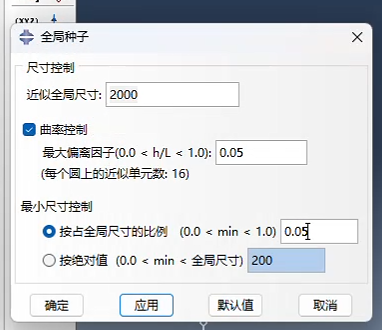 (XYZ)
全局种子
尺寸控制
近似全局尺寸: 2000
曲率控制
最大偏离因子(0.0 < h/L < 1.0): 0.05
(每个圆上的近似单元数: 16)
最小尺寸控制
按占全局尺寸的比例 (0.0 < min < 1.0) 0.05
按绝对值 (0.0 < min < 全局尺寸) 200
确定 应用 默认值 取消